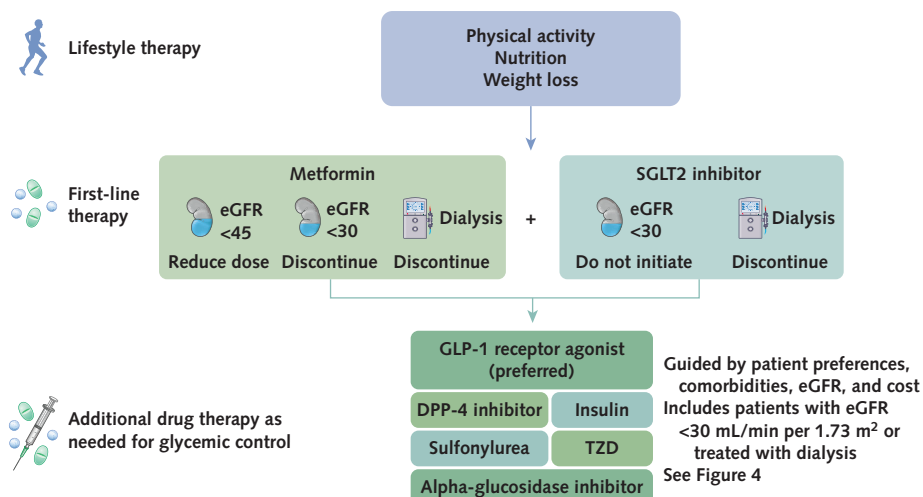 Lifestyle therapy
Physical activity
Nutrition
Weight loss
First-line
therapy
Metformin
eGFR
<45
Reduce dose
eGFR
<30
Discontinue
Dialysis
Discontinue
+
SGLT2 inhibitor
eGFR
<30
Do not initiate
Dialysis
Discontinue
Additional drug therapy as
needed for glycemic control
GLP-1 receptor agonist
(preferred)
DPP-4 inhibitor
Insulin
Sulfonylurea
TZD
Alpha-glucosidase inhibitor
Guided by patient preferences,
comorbidities, eGFR, and cost
Includes patients with eGFR
<30 mL/min per 1.73 m² or
treated with dialysis
See Figure 4